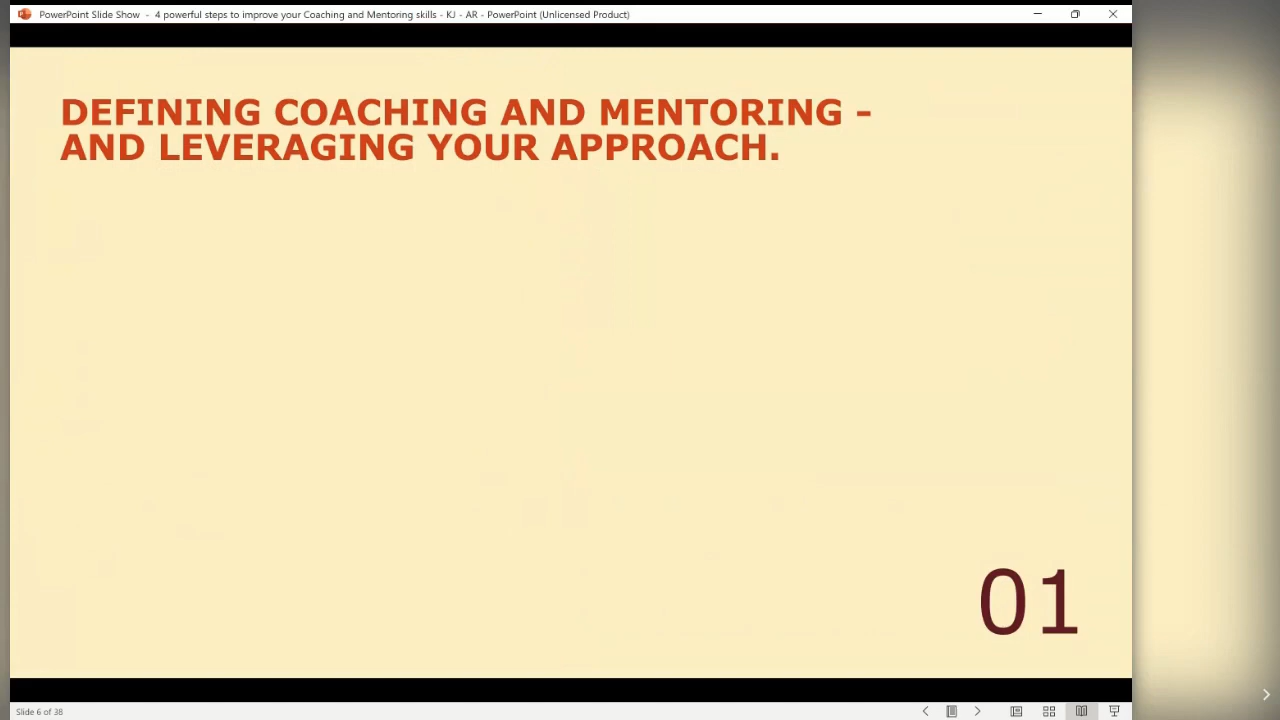 PowerPoint Slide Show - 4 powerful steps to improve your Coaching and Mentoring skills - KJ - AR - PowerPoint (Unlicensed Product)
DEFINING COACHING AND MENTORING -
AND LEVERAGING YOUR APPROACH.
01
Slide 6 of 38